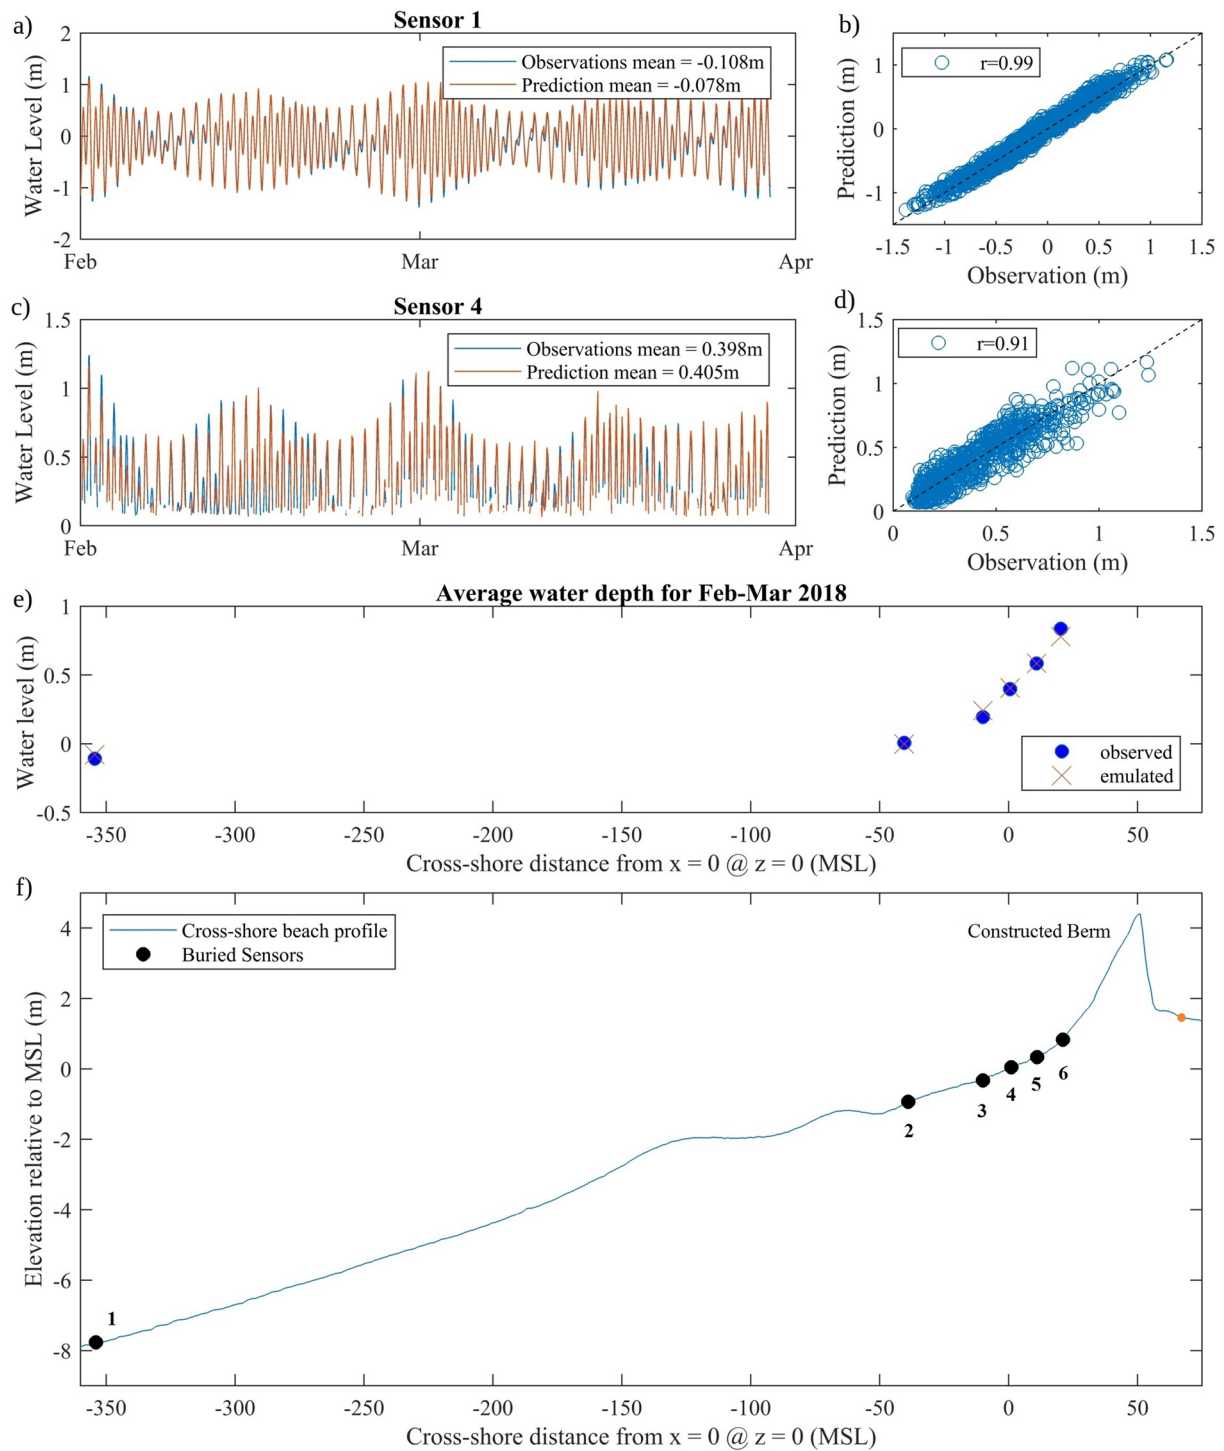 a)
Sensor 1
2
1
0
-1
-2
Water Level (m)
Observations mean = -0.108m
Prediction mean = -0.078m
Feb
Mar
Apr
b)
1
0
-1
Prediction (m)
r=0.99
-1.5
-1
-0.5
0
0.5
1
1.5
Observation (m)
c)
Sensor 4
1.5
1
0.5
0
Water Level (m)
Observations mean = 0.398m
Prediction mean = 0.405m
Feb
Mar
Apr
d)
1.5
1
0.5
0
Prediction (m)
r=0.91
0
0.5
1
1.5
Observation (m)
e)
Average water depth for Feb-Mar 2018
1
0.5
0
-0.5
Water level (m)
observed
emulated
-350
-300
-250
-200
-150
-100
-50
0
50
Cross-shore distance from x = 0 @ z = 0 (MSL)
f)
4
2
0
-2
-4
-6
-8
Elevation relative to MSL (m)
Cross-shore beach profile
Buried Sensors
Constructed Berm
1
2
3
4
5
6
-350
-300
-250
-200
-150
-100
-50
0
50
Cross-shore distance from x = 0 @ z = 0 (MSL)